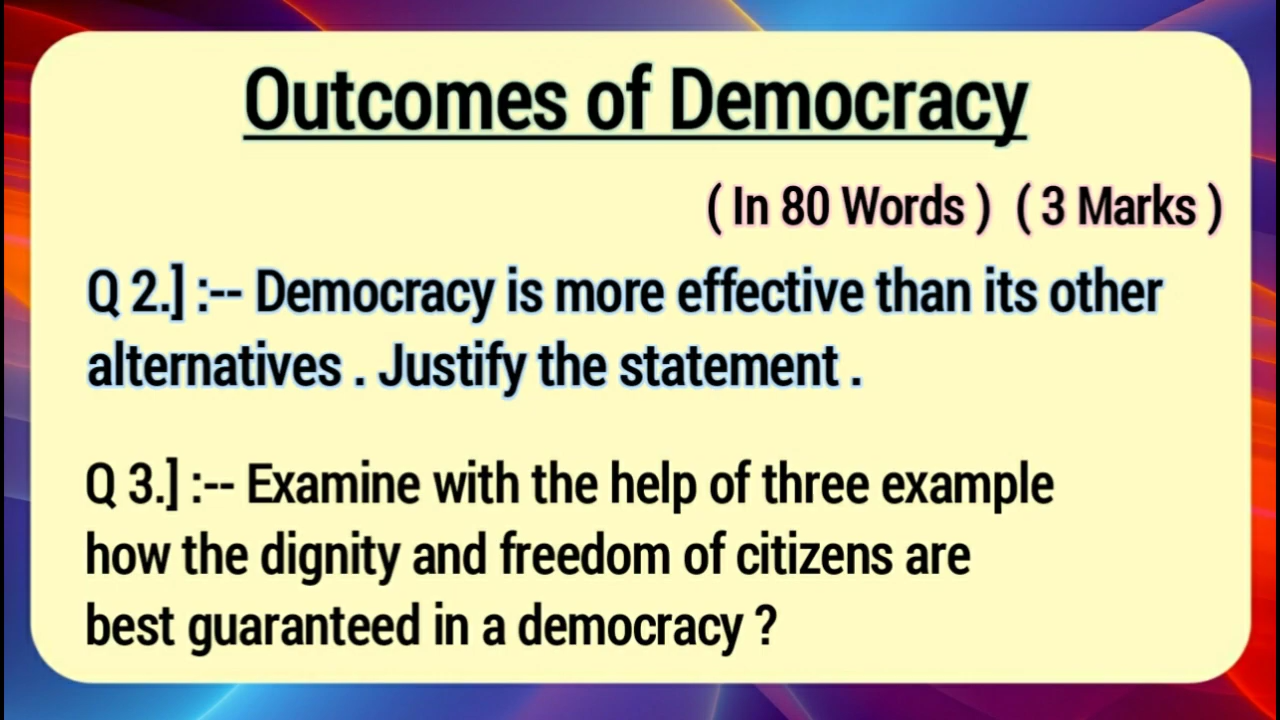 Outcomes of Democracy
( In 80 Words ) ( 3 Marks )
Q 2.] :-- Democracy is more effective than its other
alternatives . Justify the statement .
Q 3.] :-- Examine with the help of three example
how the dignity and freedom of citizens are
best guaranteed in a democracy ?